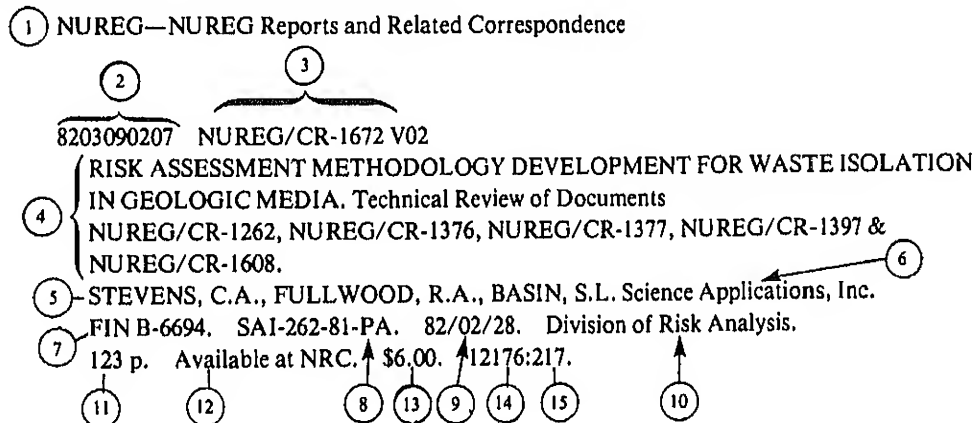 1 NUREG—NUREG Reports and Related Correspondence
2 3
8203090207 NUREG/CR-1672 V02
RISK ASSESSMENT METHODOLOGY DEVELOPMENT FOR WASTE ISOLATION
4 IN GEOLOGIC MEDIA. Technical Review of Documents
NUREG/CR-1262, NUREG/CR-1376, NUREG/CR-1377, NUREG/CR-1397 &
NUREG/CR-1608.
6
5 STEVENS, C.A., FULLWOOD, R.A., BASIN, S.L. Science Applications, Inc.
7 FIN B-6694. SAI-262-81-PA. 82/02/28. Division of Risk Analysis.
123 p. Available at NRC. $6.00. 12176:217.
11 12 8 13 9 14 15 10